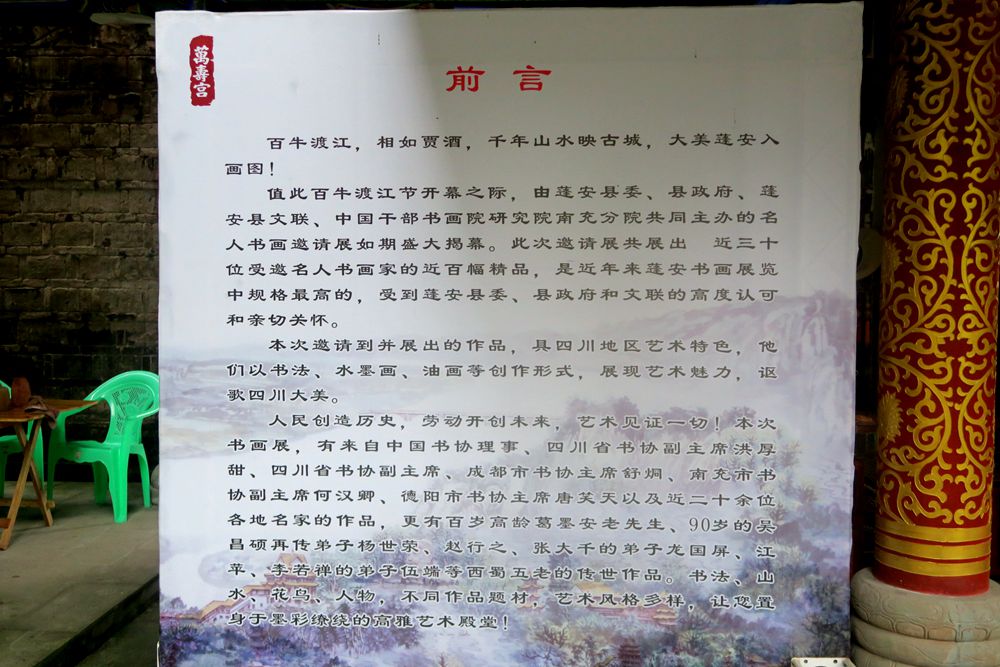 萬壽宫
前言
百牛渡江，相如贾酒，千年山水映古城，大美蓬安入
画图！
值此百牛渡江节开幕之际，由蓬安县委、县政府、蓬
安县文联、中国干部书画院研究院南充分院共同主办的名
人书画邀请展如期盛大揭幕。此次邀请展共展出 近三十
位受邀名人书画家的近百幅精品，是近年来蓬安书画展览
中规格最高的，受到蓬安县委、县政府和文联的高度认可
和亲切关怀。
本次邀请到并展出的作品，具四川地区艺术特色，他
们以书法、水墨画、油画等创作形式，展现艺术魅力，讴
歌四川大美。
人民创造历史，劳动开创未来，艺术见证一切！本次
书画展，有来自中国书协理事、四川省书协副主席洪厚
甜、四川省书协副主席、成都市书协主席舒炯、南充市书
协副主席何汉卿、德阳市书协主席唐笑天以及近二十余位
各地名家的作品，更有百岁高龄葛墨安老先生、90岁的吴
昌硕再传弟子杨世荣、赵行之、张大千的弟子龙国屏、江
苹、李若禅的弟子伍端等西蜀五老的传世作品。书法、山
水、花鸟、人物，不同作品题材，艺术风格多样，让您置
身于墨彩缭绕的高雅艺术殿堂！